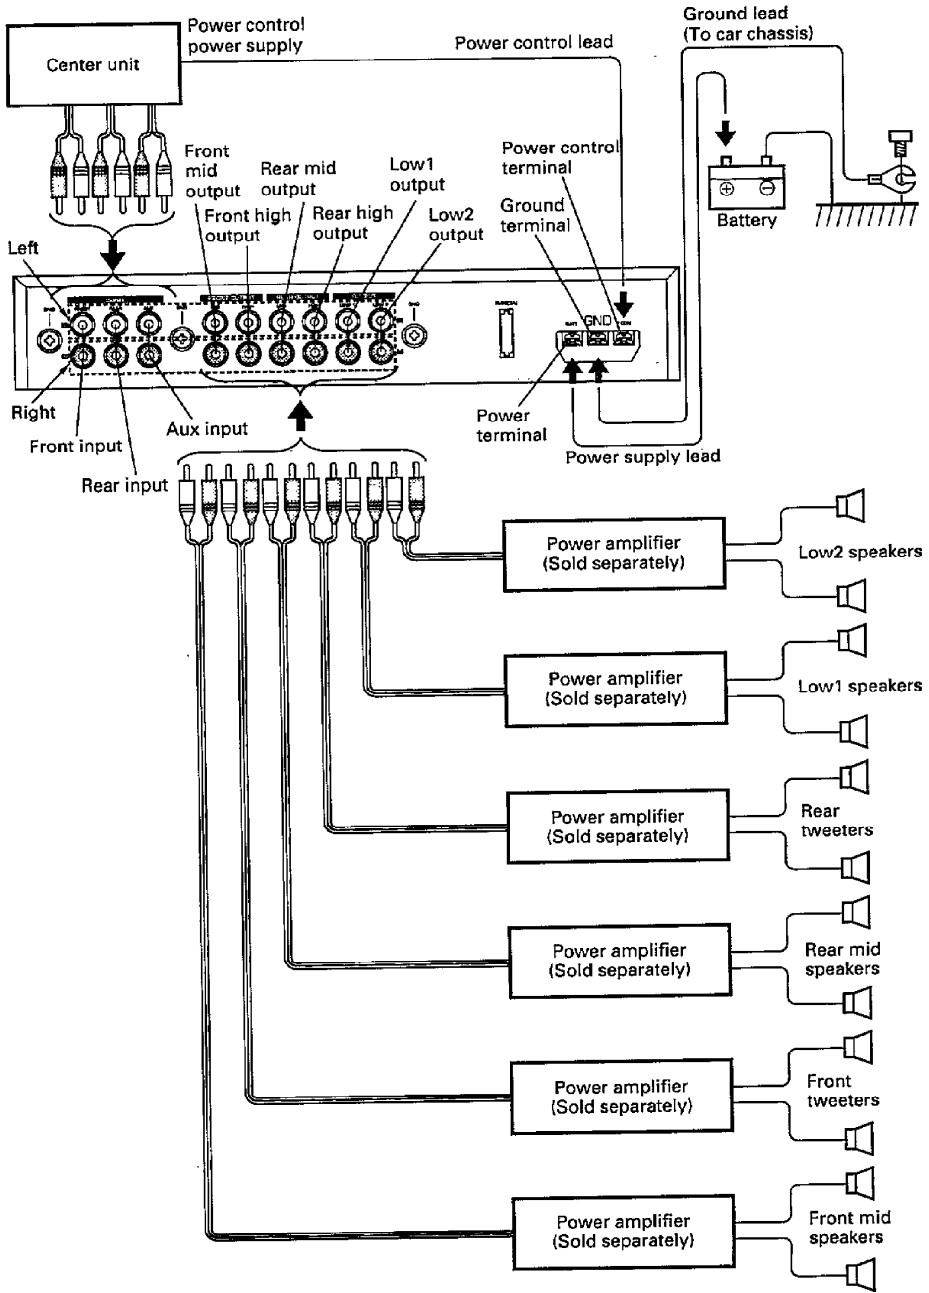 Ground lead
(To car chassis)
Power control
power supply
Power control lead
Center unit
Front
mid
output
Rear mid
output
Low1
output
Power control
terminal
Front high
output
Rear high
output
Low2
output
Ground
terminal
Battery
Left
GND
Right
Front input
Rear input
Aux input
Power
terminal
Power supply lead
Power amplifier
(Sold separately)
Low2 speakers
Power amplifier
(Sold separately)
Low1 speakers
Power amplifier
(Sold separately)
Rear
tweeters
Power amplifier
(Sold separately)
Rear mid
speakers
Power amplifier
(Sold separately)
Front
tweeters
Power amplifier
(Sold separately)
Front mid
speakers